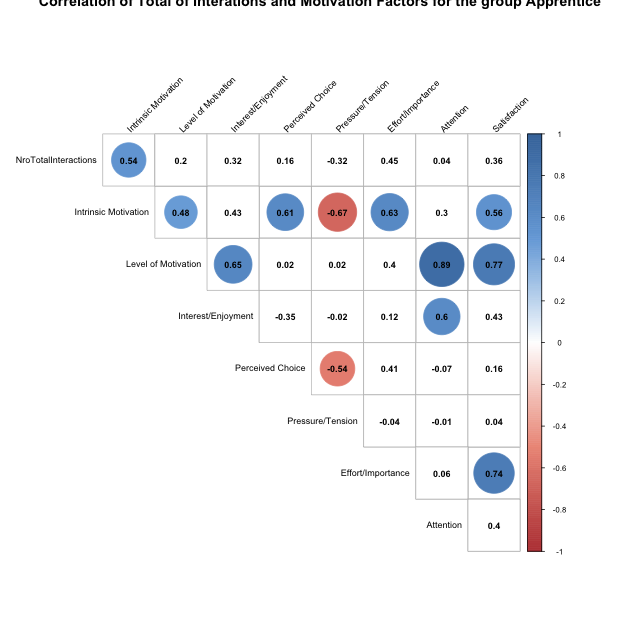 Correlation of Total of Interations and Motivation Factors for the group Apprentice
Intrinsic Motivation
Level of Motivation
Interest/Enjoyment
Perceived Choice
Pressure/Tension
Effort/Importance
Attention
Satisfaction
NroTotalInteractions 0.54 0.2 0.32 0.16 -0.32 0.45 0.04 0.36
Intrinsic Motivation 0.48 0.43 0.61 -0.67 0.63 0.3 0.56
Level of Motivation 0.65 0.02 0.02 0.4 0.89 0.77
Interest/Enjoyment -0.35 -0.02 0.12 0.6 0.43
Perceived Choice -0.54 0.41 -0.07 0.16
Pressure/Tension -0.04 -0.01 0.04
Effort/Importance 0.06 0.74
Attention 0.4
1
0.8
0.6
0.4
0.2
0
-0.2
-0.4
-0.6
-0.8
-1